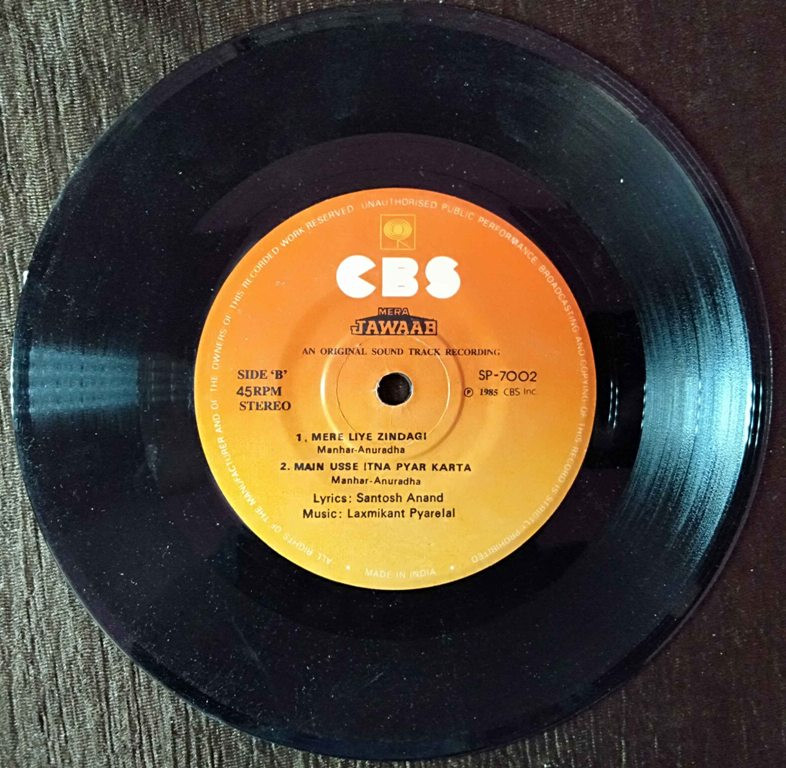 ALL RIGHTS OF THE MANUFACTURER AND OF THE OWNERS OF THIS RECORDED WORK RESERVED. UNAUTHORISED PUBLIC PERFORMANCE BROADCASTING AND COPYING OF THIS RECORD IS STRICTLY PROHIBITED
CBS
MERA
JAWAAB
AN ORIGINAL SOUND TRACK RECORDING
SIDE ‘B’
45RPM
STEREO
SP-7002
℗ 1985 CBS Inc.
1. MERE LIYE ZINDAGI
Manhar-Anuradha
2. MAIN USSE ITNA PYAR KARTA
Manhar-Anuradha
Lyrics: Santosh Anand
Music: Laxmikant Pyarelal
★ MADE IN INDIA ★